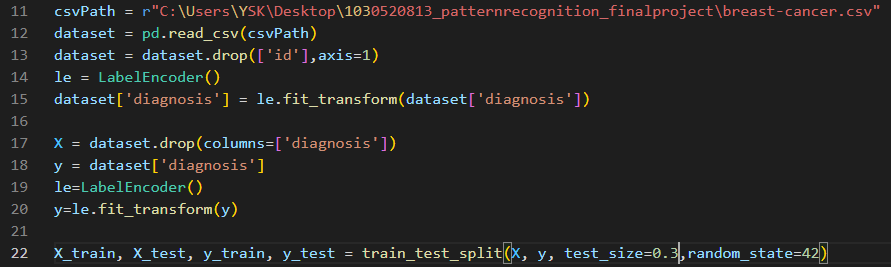 11 csvPath = r"C:\Users\YSK\Desktop\1030520813_patternrecognition_finalproject\breast-cancer.csv"
12 dataset = pd.read_csv(csvPath)
13 dataset = dataset.drop(['id'],axis=1)
14 le = LabelEncoder()
15 dataset['diagnosis'] = le.fit_transform(dataset['diagnosis'])
16
17 X = dataset.drop(columns=['diagnosis'])
18 y = dataset['diagnosis']
19 le=LabelEncoder()
20 y=le.fit_transform(y)
21
22 X_train, X_test, y_train, y_test = train_test_split(X, y, test_size=0.3,random_state=42)